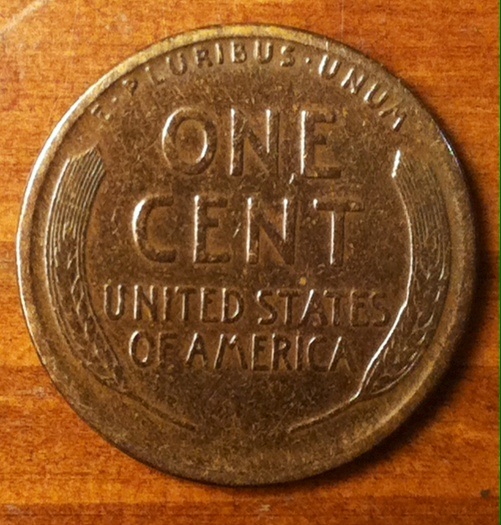 E · PLURIBUS · UNUM
ONE
CENT
UNITED STATES
OF AMERICA